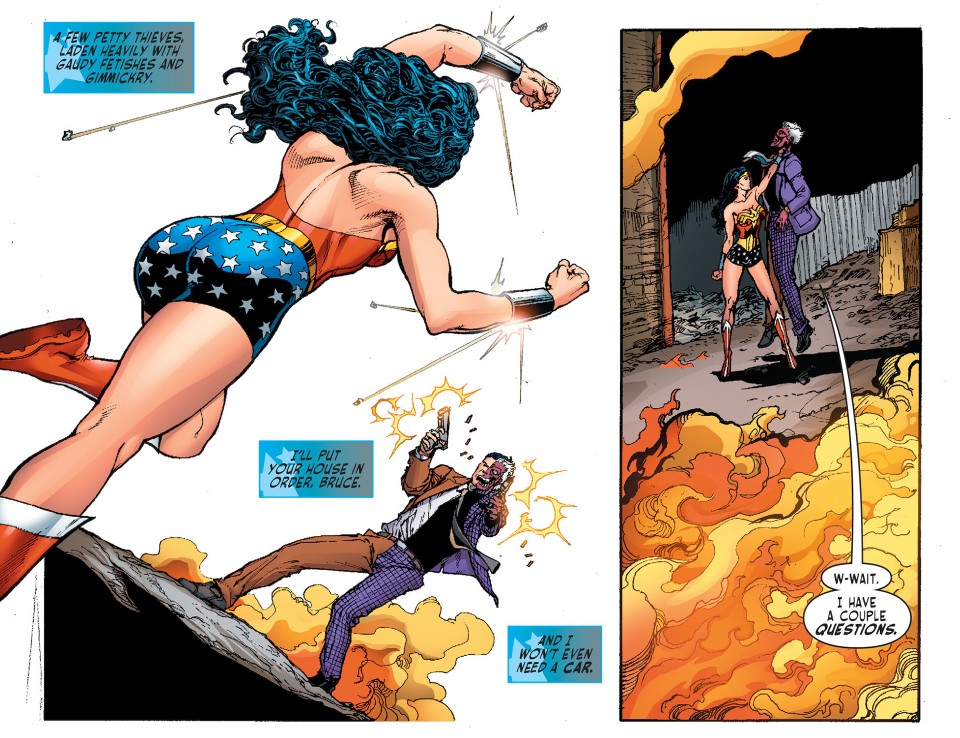 A FEW PETTY THIEVES,
LADEN HEAVILY WITH
GAUDY FETISHES AND
GIMMICKRY.
I'LL PUT
YOUR HOUSE IN
ORDER, BRUCE.
AND I
WON'T EVEN
NEED A CAR.
W-WAIT.
I HAVE
A COUPLE
QUESTIONS.